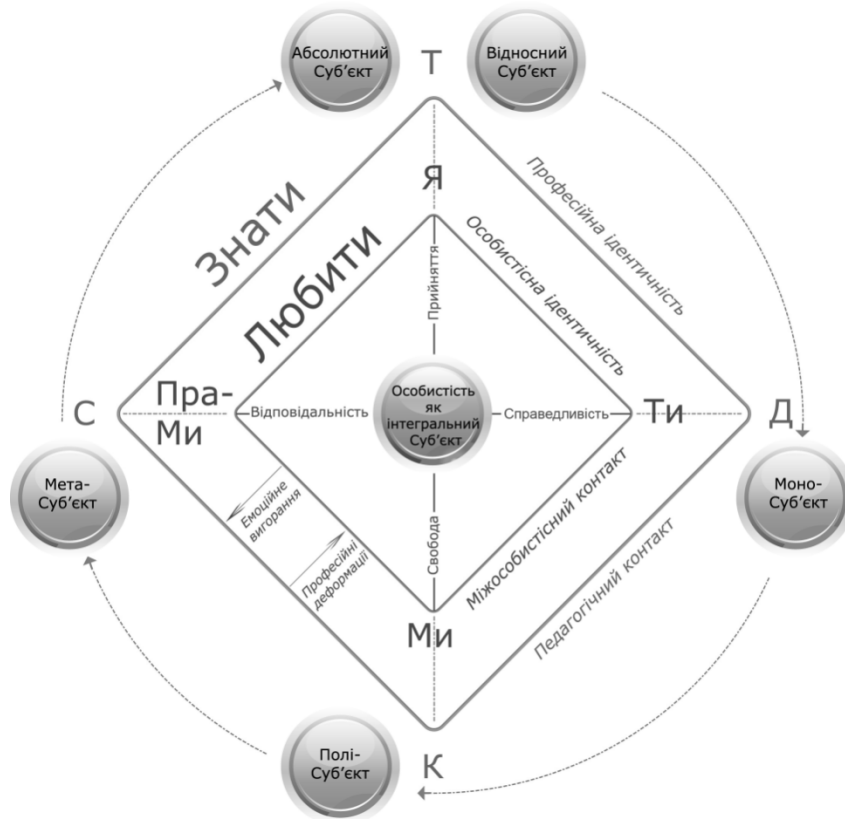 Абсолютний
Суб’єкт
Т
Відносний
Суб’єкт
Я
Знати
Любити
Професійна ідентичність
Особистісна ідентичність
Прийняття
С
Пра-
Ми
Відповідальність
Особистість
як
інтегральний
Суб’єкт
Справедливість
Ти
Д
Мета-
Суб’єкт
Моно-
Суб’єкт
Емоційне
вигорання
Професійні
деформації
Свобода
Міжособистісний контакт
Педагогічний контакт
Ми
Полі-
Суб’єкт
К